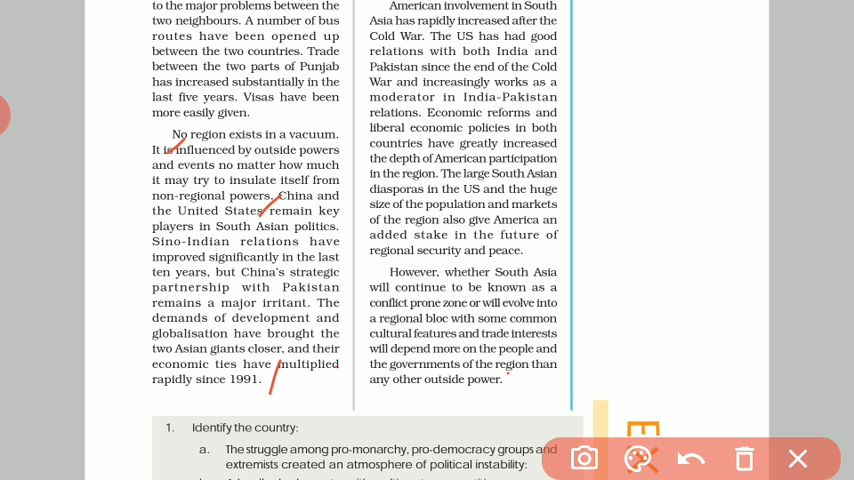 to the major problems between the
two neighbours. A number of bus
routes have been opened up
between the two countries. Trade
between the two parts of Punjab
has increased substantially in the
last five years. Visas have been
more easily given.
No region exists in a vacuum.
It is influenced by outside powers
and events no matter how much
it may try to insulate itself from
non-regional powers. China and
the United States remain key
players in South Asian politics.
Sino-Indian relations have
improved significantly in the last
ten years, but China's strategic
partnership with Pakistan
remains a major irritant. The
demands of development and
globalisation have brought the
two Asian giants closer, and their
economic ties have multiplied
rapidly since 1991.
American involvement in South
Asia has rapidly increased after the
Cold War. The US has had good
relations with both India and
Pakistan since the end of the Cold
War and increasingly works as a
moderator in India-Pakistan
relations. Economic reforms and
liberal economic policies in both
countries have greatly increased
the depth of American participation
in the region. The large South Asian
diasporas in the US and the huge
size of the population and markets
of the region also give America an
added stake in the future of
regional security and peace.
However, whether South Asia
will continue to be known as a
conflict prone zone or will evolve into
a regional bloc with some common
cultural features and trade interests
will depend more on the people and
the governments of the region than
any other outside power.
1. Identify the country:
a. The struggle among pro-monarchy, pro-democracy groups and
extremists created an atmosphere of political instability: